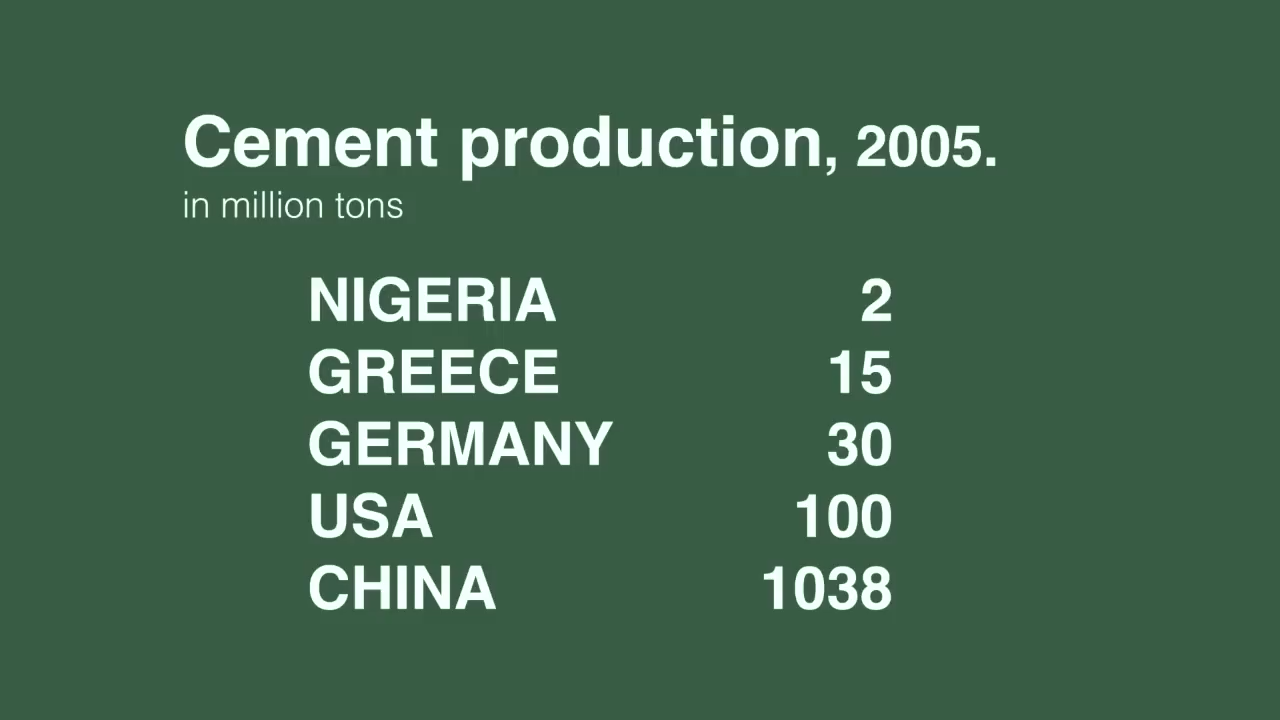 Cement production, 2005.
in million tons
NIGERIA 2
GREECE 15
GERMANY 30
USA 100
CHINA 1038